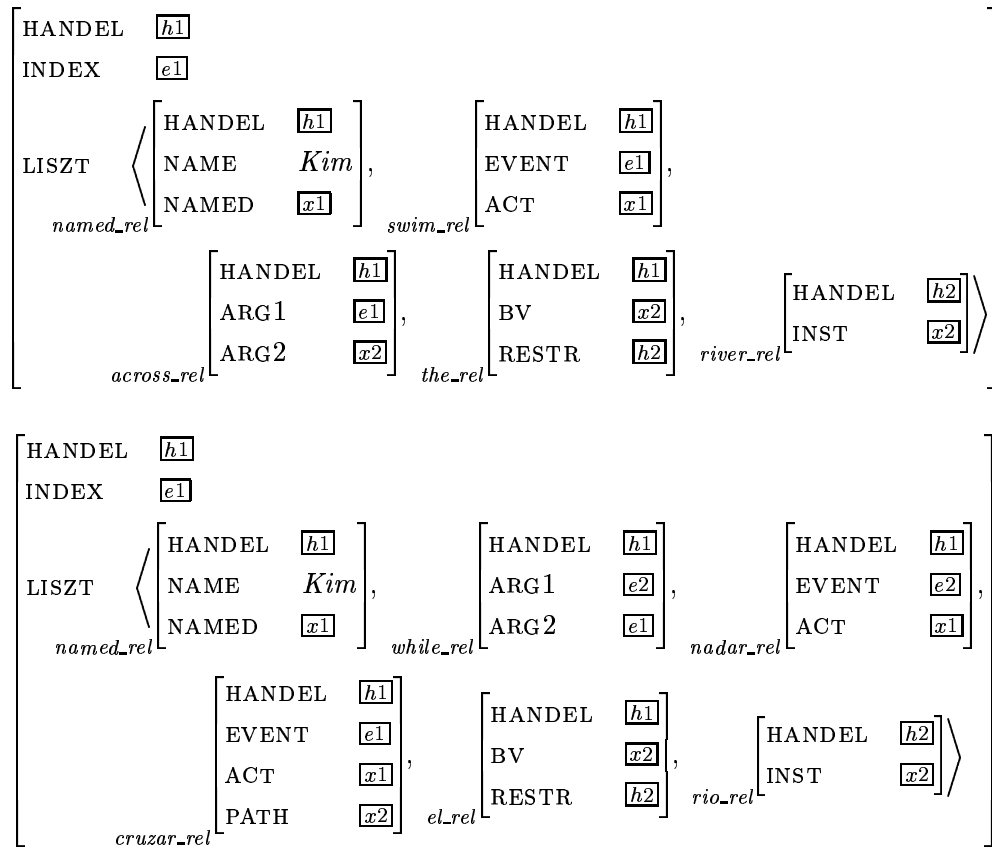 HANDEL h1
INDEX e1
HANDEL h1 HANDEL h1
LISZT ⟨ NAME Kim , EVENT e1 ,
NAMED x1 ACT x1
named_rel swim_rel
HANDEL h1 HANDEL h1
HANDEL h2
ARG1 e1 , BV x2 ,
INST x2 ⟩
ARG2 x2 RESTR h2 river_rel
across_rel the_rel
HANDEL h1
INDEX e1
HANDEL h1 HANDEL h1 HANDEL h1
LISZT ⟨ NAME Kim , ARG1 e2 , EVENT e2 ,
NAMED x1 ARG2 e1 ACT x1
named_rel while_rel nadar_rel
HANDEL h1
HANDEL h1
EVENT e1 HANDEL h2
, BV x2 ,
ACT x1 INST x2 ⟩
RESTR h2 rio_rel
PATH x2 el_rel
cruzar_rel